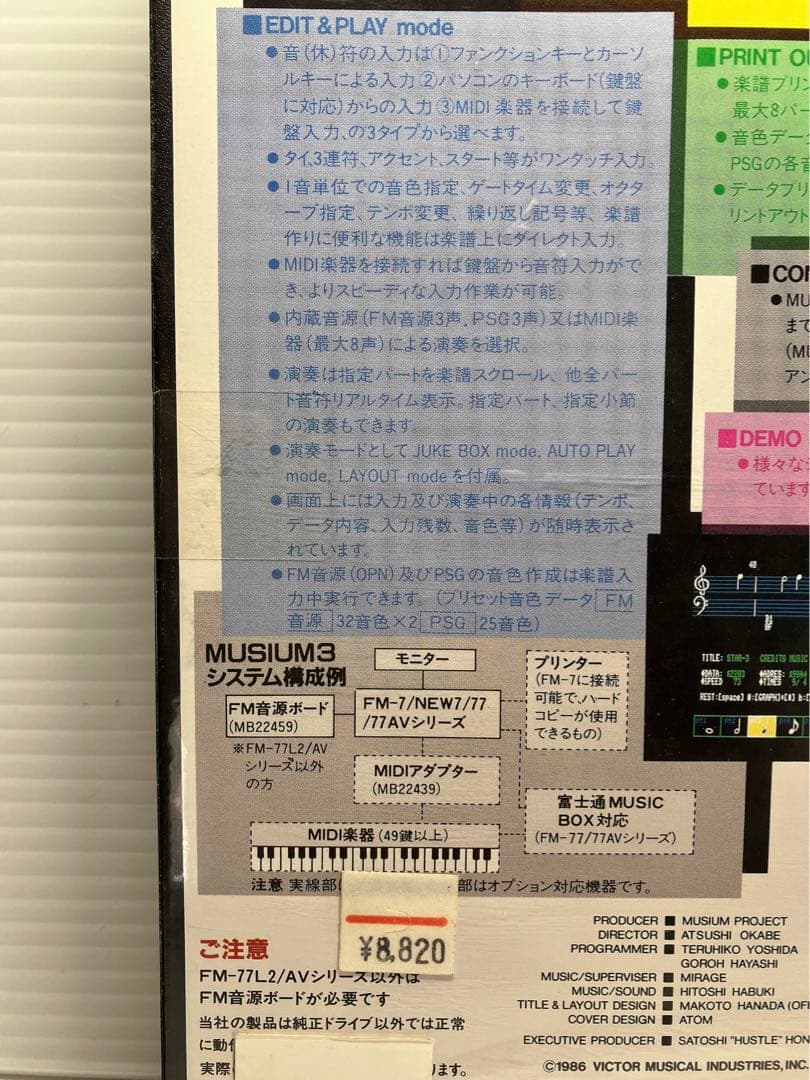 ■EDIT&PLAY mode
●音(休)符の入力は①ファンクションキーとカーソ
ルキーによる入力 ②パソコンのキーボード(鍵盤
に対応)からの入力 ③MIDI 楽器を接続して鍵
盤入力、の3タイプから選べます。
●タイ、3連符、アクセント、スタート等がワンタッチ入力。
●1音単位での音色指定、ゲートタイム変更、オクタ
ーブ指定、テンポ変更、繰り返し記号等、楽譜
作りに便利な機能は楽譜上にダイレクト入力。
●MIDI楽器を接続すれば鍵盤から音符入力がで
き、よりスピーディな入力作業が可能。
●内蔵音源(FM音源3声、PSG3声)又はMIDI楽
器(最大8声)による演奏を選択。
●演奏は指定パートを楽譜スクロール、他全パー
ト音符リアルタイム表示。指定パート、指定小節
の演奏もできます。
●演奏モードとして JUKE BOX mode, AUTO PLAY
mode, LAYOUT mode を付属。
●画面上には入力及び演奏中の各情報(テンポ、
データ内容、入力残数、音色等)が随時表示さ
れています。
●FM音源(OPN)及びPSGの音色作成は楽譜入
力中実行できます。(プリセット音色データ FM
音源 32音色×2 PSG 25音色)
■PRINT OU
●楽譜プリン
最大8パー
●音色デー
PSGの各音
●データプリ
リントアウト
■CON
●MU
まで
(MU
アン
■DEMO
●様々な
ています
TITLE: STAR-3 CREDITS MUSIC
MUSIUM3
システム構成例
モニター
プリンター
(FM-7に接続
可能で、ハード
コピーが使用
できるもの)
FM音源ボード
(MB22459)
FM-7/NEW7/77
/77AVシリーズ
※FM-77L2/AV
シリーズ以外
の方
MIDIアダプター
(MB22439)
富士通MUSIC
BOX対応
(FM-77/77AVシリーズ)
MIDI楽器(49鍵以上)
注意 実線部 部はオプション対応機器です。
¥8,820
ご注意
FM-77L2/AVシリーズ以外は
FM音源ボードが必要です
当社の製品は純正ドライブ以外では正常
に動
実際 ます。
PRODUCER ■ MUSIUM PROJECT
DIRECTOR ■ ATSUSHI OKABE
PROGRAMMER ■ TERUHIKO YOSHIDA
GOROH HAYASHI
MUSIC/SUPERVISER ■ MIRAGE
MUSIC/SOUND ■ HITOSHI HABUKI
TITLE & LAYOUT DESIGN ■ MAKOTO HANADA (OF
COVER DESIGN ■ ATOM
EXECUTIVE PRODUCER ■ SATOSHI "HUSTLE" HON
©1986 VICTOR MUSICAL INDUSTRIES, INC.